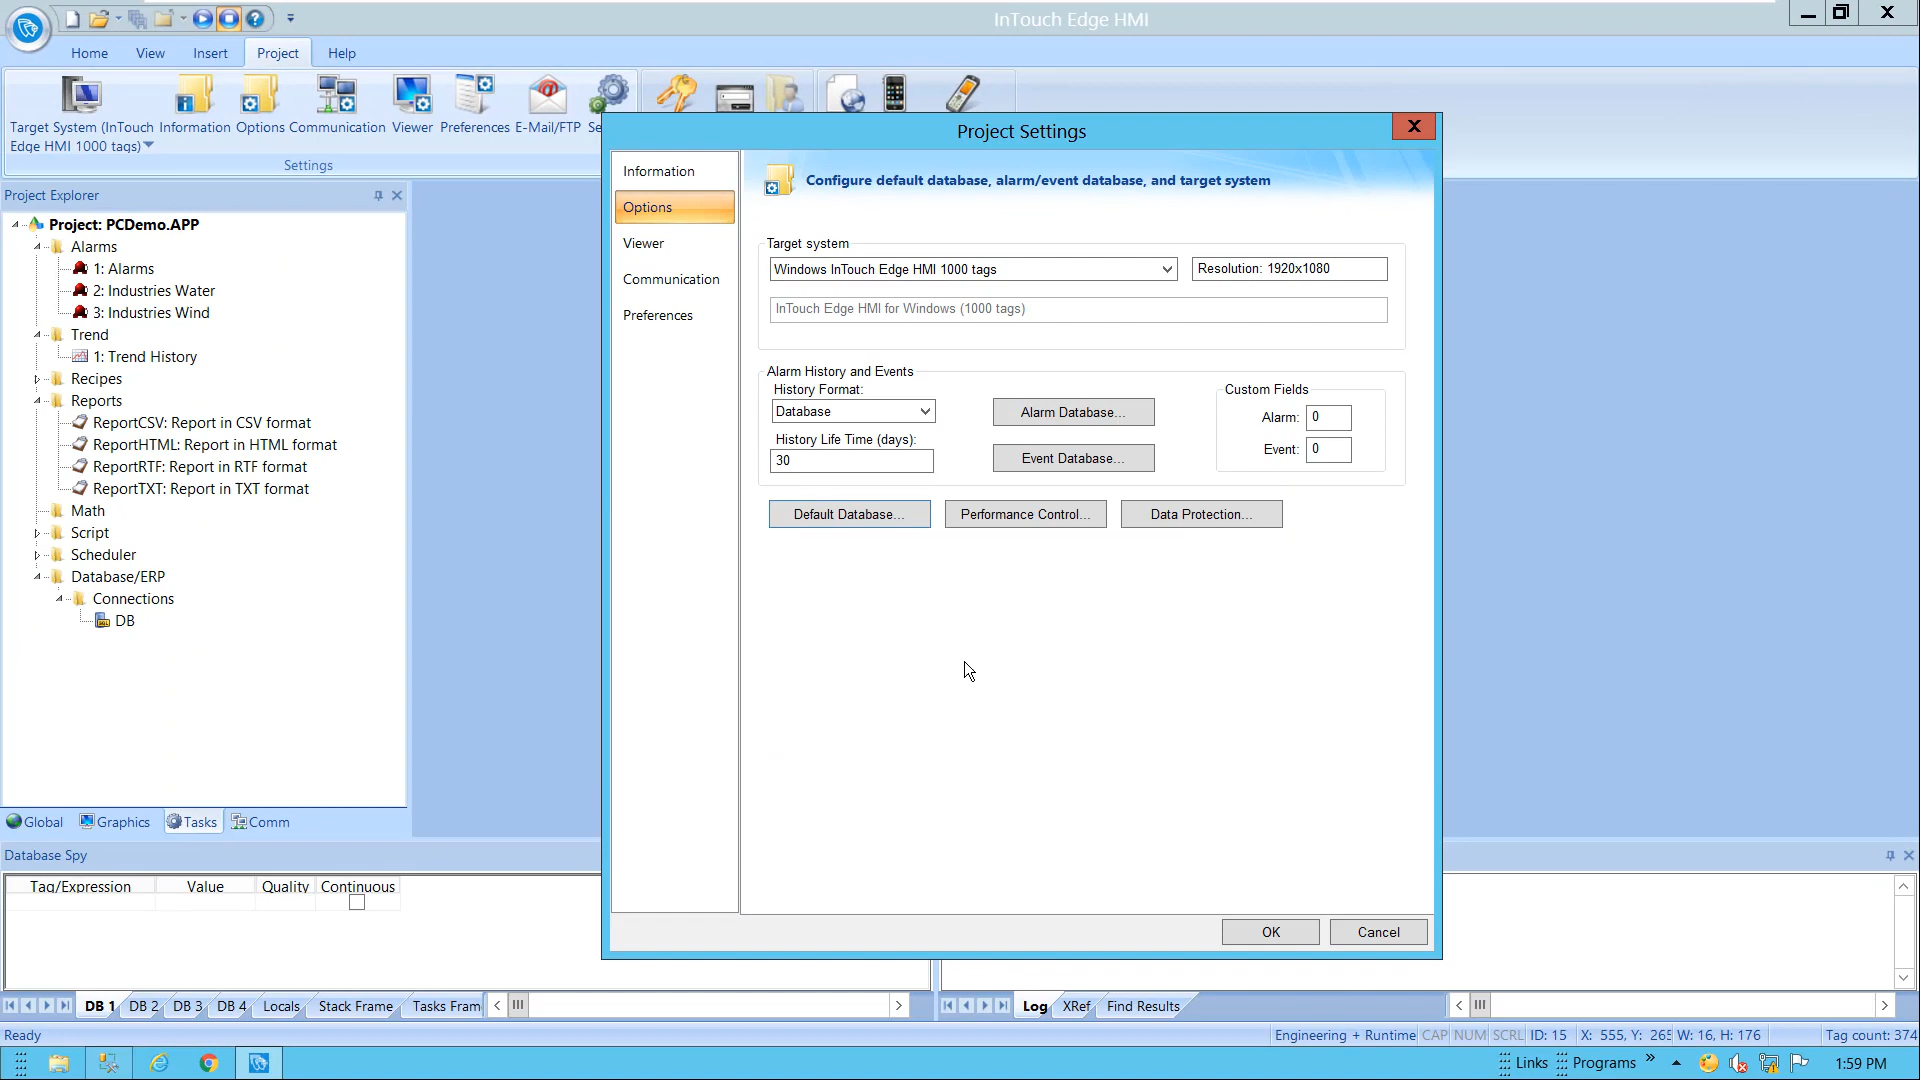 InTouch Edge HMI
Home View Insert Project Help
Target System (InTouch
Edge HMI 1000 tags)
Information Options Communication Viewer Preferences E-Mail/FTP
Settings
Project Explorer
Project: PCDemo.APP
Alarms
1: Alarms
2: Industries Water
3: Industries Wind
Trend
1: Trend History
Recipes
Reports
ReportCSV: Report in CSV format
ReportHTML: Report in HTML format
ReportRTF: Report in RTF format
ReportTXT: Report in TXT format
Math
Script
Scheduler
Database/ERP
Connections
DB
Global Graphics Tasks Comm
Project Settings
Information
Options
Viewer
Communication
Preferences
Configure default database, alarm/event database, and target system
Target system
Windows InTouch Edge HMI 1000 tags
Resolution: 1920x1080
InTouch Edge HMI for Windows (1000 tags)
Alarm History and Events
History Format:
Database
Alarm Database...
History Life Time (days):
30
Event Database...
Custom Fields
Alarm: 0
Event: 0
Default Database... Performance Control... Data Protection...
OK Cancel
Database Spy
Tag/Expression Value Quality Continuous
DB 1 DB 2 DB 3 DB 4 Locals Stack Frame Tasks Fram
Log XRef Find Results
Ready
Engineering + Runtime CAP NUM SCRL ID: 15 X: 555, Y: 265 W: 16, H: 176 Tag count: 374
Links Programs 1:59 PM